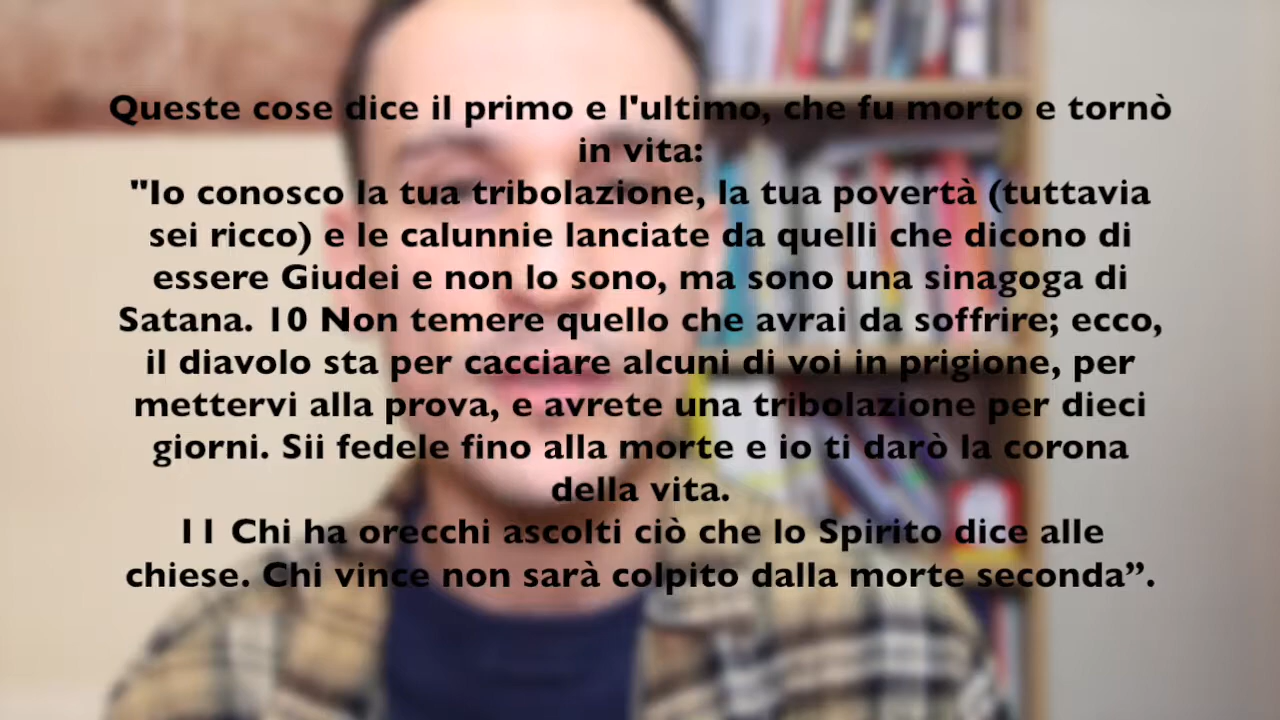 Queste cose dice il primo e l'ultimo, che fu morto e tornò
in vita:
"Io conosco la tua tribolazione, la tua povertà (tuttavia
sei ricco) e le calunnie lanciate da quelli che dicono di
essere Giudei e non lo sono, ma sono una sinagoga di
Satana. 10 Non temere quello che avrai da soffrire; ecco,
il diavolo sta per cacciare alcuni di voi in prigione, per
mettervi alla prova, e avrete una tribolazione per dieci
giorni. Sii fedele fino alla morte e io ti darò la corona
della vita.
11 Chi ha orecchi ascolti ciò che lo Spirito dice alle
chiese. Chi vince non sarà colpito dalla morte seconda”.